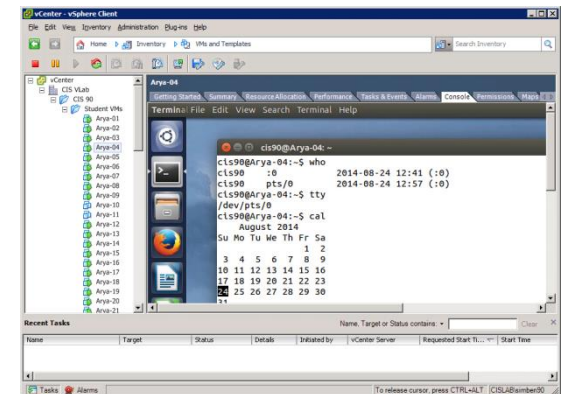 vCenter - vSphere Client
File Edit View Inventory Administration Plug-ins Help
Home Inventory VMs and Templates Search Inventory
vCenter
CIS VLab
CIS 90
Student VMs
Arya-01
Arya-02
Arya-03
Arya-04
Arya-05
Arya-06
Arya-07
Arya-08
Arya-09
Arya-10
Arya-11
Arya-12
Arya-13
Arya-14
Arya-15
Arya-16
Arya-17
Arya-18
Arya-19
Arya-20
Arya-21
Arya-04
Getting Started Summary Resource Allocation Performance Tasks & Events Alarms Console Permissions Maps
Terminal File Edit View Search Terminal Help
cis90@Arya-04: ~
cis90@Arya-04:~$ who
cis90 :0 2014-08-24 12:41 (:0)
cis90 pts/0 2014-08-24 12:57 (:0)
cis90@Arya-04:~$ tty
/dev/pts/0
cis90@Arya-04:~$ cal
August 2014
Su Mo Tu We Th Fr Sa
1 2
3 4 5 6 7 8 9
10 11 12 13 14 15 16
17 18 19 20 21 22 23
24 25 26 27 28 29 30
31
Recent Tasks Name, Target or Status contains: Clear
Name Target Status Details Initiated by vCenter Server Requested Start Ti... Start Time
Tasks Alarms To release cursor, press CTRL+ALT CISLAB\simben90